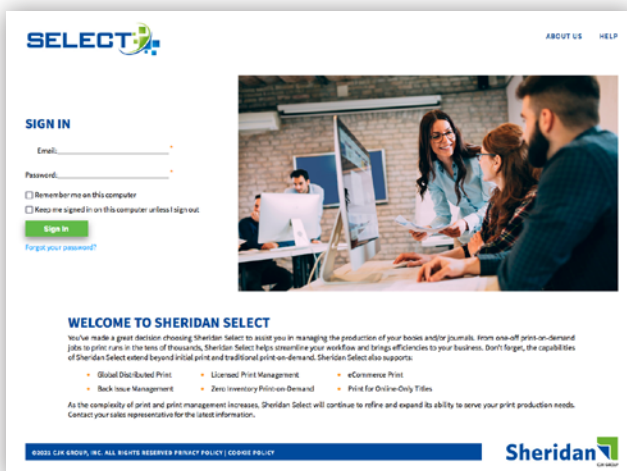 SELECT
ABOUT US HELP
SIGN IN
Email: *
Password: *
Remember me on this computer
Keep me signed in on this computer unless I sign out
Sign In
Forgot your password?
WELCOME TO SHERIDAN SELECT
You've made a great decision choosing Sheridan Select to assist you in managing the production of your books and/or journals. From one-off print-on-demand
jobs to print runs in the tens of thousands, Sheridan Select helps streamline your workflow and brings efficiencies to your business. Don't forget, the capabilities
of Sheridan Select extend beyond initial print and traditional print-on-demand. Sheridan Select also supports:
• Global Distributed Print • Licensed Print Management • eCommerce Print
• Back Issue Management • Zero Inventory Print-on-Demand • Print for Online-Only Titles
As the complexity of print and print management increases, Sheridan Select will continue to refine and expand its ability to serve your print production needs.
Contact your sales representative for the latest information.
©2021 CJK GROUP, INC. ALL RIGHTS RESERVED PRIVACY POLICY | COOKIE POLICY
Sheridan
CJK GROUP